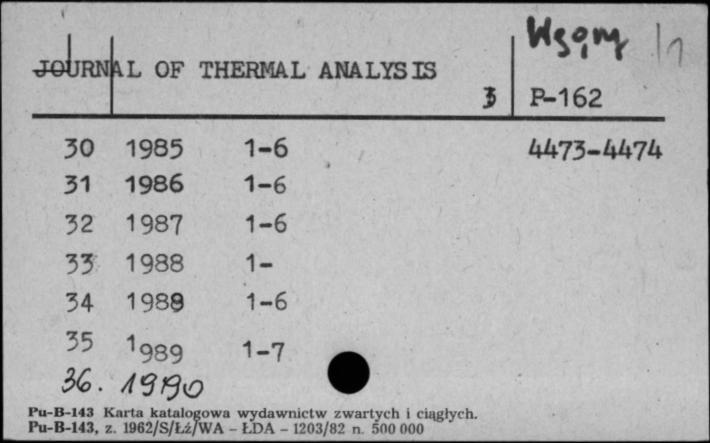 Węgry
JOURNAL OF THERMAL ANALYSIS
3 P-162
30 1985 1-6 4473-4474
31 1986 1-6
32 1987 1-6
33 1988 1-
34 1988 1-6
35 1989 1-7
36. 1990
Pu-B-143 Karta katalogowa wydawnictw zwartych i ciągłych.
Pu-B-143, z. 1962/S/Łź/WA - ŁDA - 1203/82 n. 500 000